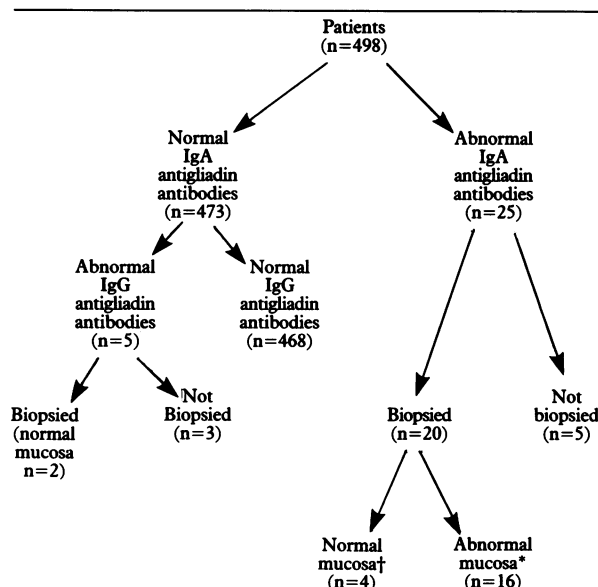 Patients
(n=498)
Normal
IgA
antigliadin
antibodies
(n=473)
Abnormal
IgA
antigliadin
antibodies
(n=25)
Abnormal
IgG
antigliadin
antibodies
(n=5)
Normal
IgG
antigliadin
antibodies
(n=468)
Biopsied
(normal
mucosa
n=2)
Not
Biopsied
(n=3)
Biopsied
(n=20)
Not
biopsied
(n=5)
Normal
mucosa†
(n=4)
Abnormal
mucosa*
(n=16)